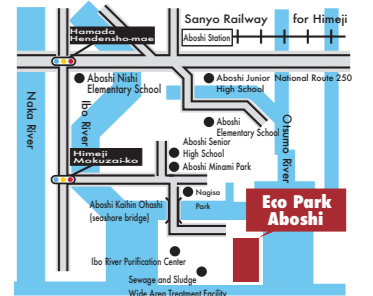 Sanyo Railway for Himeji
Hamada
Hendensho-mae
Aboshi Station
Aboshi Nishi
Elementary School
Aboshi Junior
High School
National Route 250
Naka River
Ibo River
Aboshi
Elementary School
Otsumo River
Himeji
Mokuzai-ko
Aboshi Senior
High School
Aboshi Minami Park
Nagisa
Park
Aboshi Kaihin Ohashi
(seashore bridge)
Eco Park
Aboshi
Ibo River Purification Center
Sewage and Sludge
Wide Area Treatment Facility